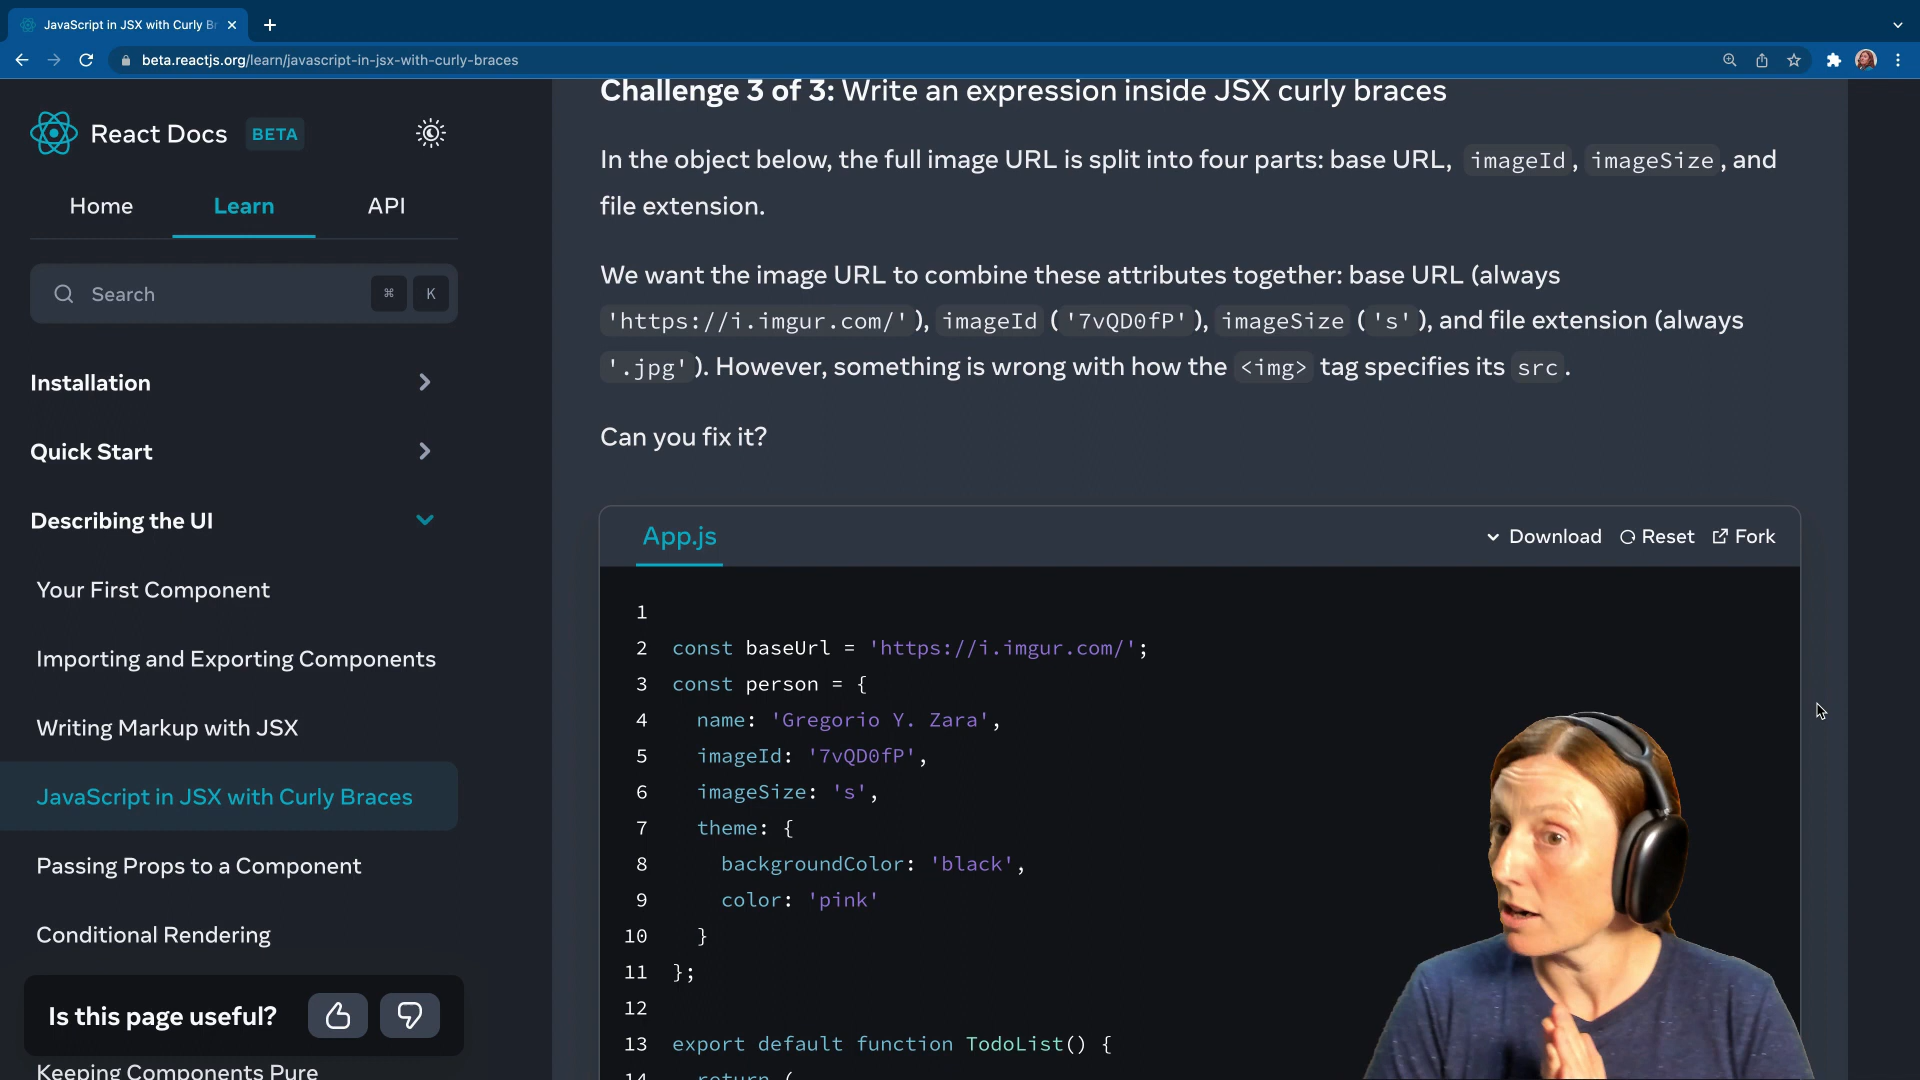 JavaScript in JSX with Curly Br
beta.reactjs.org/learn/javascript-in-jsx-with-curly-braces
React Docs BETA
Home Learn API
Search ⌘ K
Installation
Quick Start
Describing the UI
Your First Component
Importing and Exporting Components
Writing Markup with JSX
JavaScript in JSX with Curly Braces
Passing Props to a Component
Conditional Rendering
Is this page useful?
Keeping Components Pure
Challenge 3 of 3: Write an expression inside JSX curly braces
In the object below, the full image URL is split into four parts: base URL, imageId, imageSize, and
file extension.
We want the image URL to combine these attributes together: base URL (always
'https://i.imgur.com/'), imageId ('7vQD0fP'), imageSize ('s'), and file extension (always
'.jpg'). However, something is wrong with how the <img> tag specifies its src.
Can you fix it?
App.js Download Reset Fork
1
2 const baseUrl = 'https://i.imgur.com/';
3 const person = {
4 name: 'Gregorio Y. Zara',
5 imageId: '7vQD0fP',
6 imageSize: 's',
7 theme: {
8 backgroundColor: 'black',
9 color: 'pink'
10 }
11 };
12
13 export default function TodoList() {
14 return (